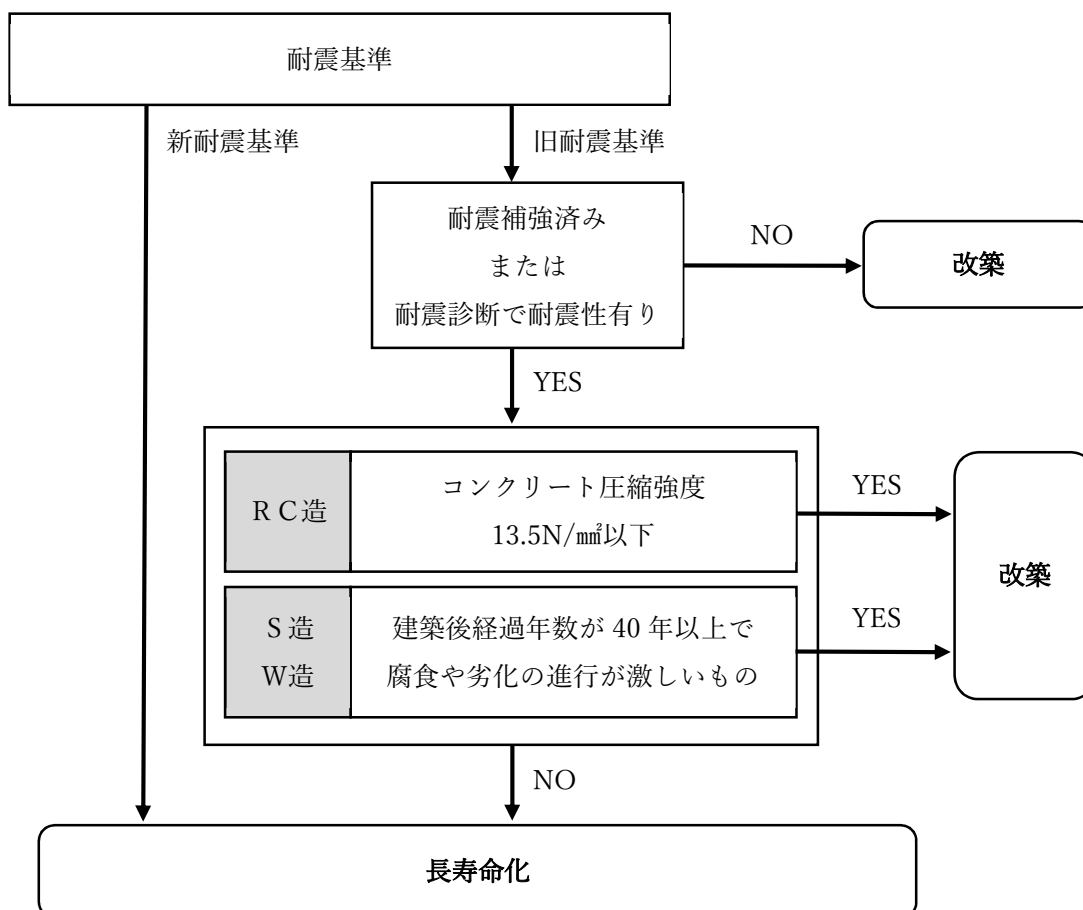 耐震基準
新耐震基準
旧耐震基準
耐震補強済み
または
耐震診断で耐震性有り
NO
改築
YES
ＲＣ造
コンクリート圧縮強度
13.5N/㎟以下
YES
改築
Ｓ造
Ｗ造
建築後経過年数が 40 年以上で
腐食や劣化の進行が激しいもの
YES
NO
長寿命化